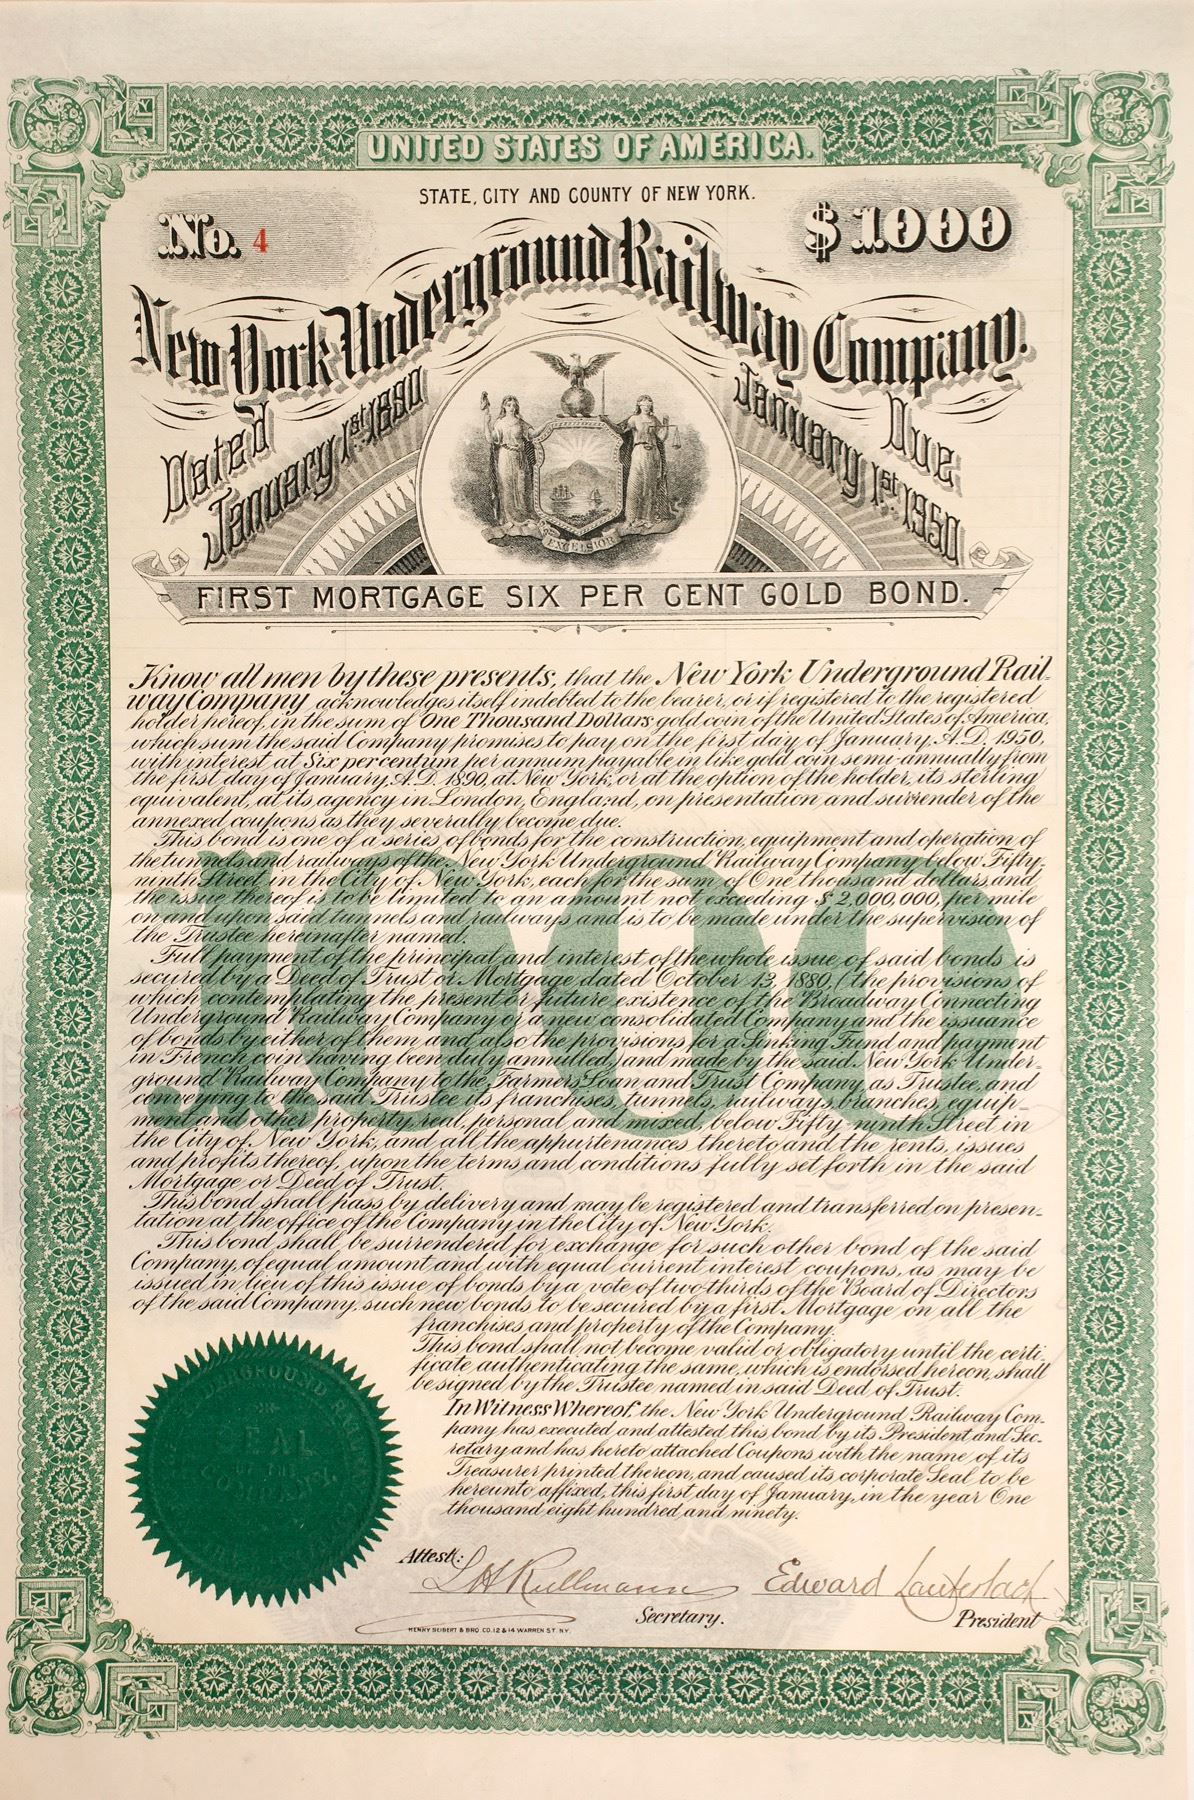 UNITED STATES OF AMERICA.
STATE, CITY AND COUNTY OF NEW YORK.
No. 4
$1000
New York Underground Railway Company.
Dated January 1st. 1890
Due January 1st. 1950
EXCELSIOR
FIRST MORTGAGE SIX PER CENT GOLD BOND.
Know all men by these presents, that the New York Underground Rail-
way Company acknowledges itself indebted to the bearer, or if registered to the registered
holder hereof, in the sum of One Thousand Dollars gold coin of the United States of America,
which sum the said Company promises to pay on the first day of January, A.D. 1950,
with interest at Six per centum per annum payable in like gold coin semi-annually from
the first day of January, A.D. 1890, at New York, or at the option of the holder, its sterling
equivalent, at its agency in London, England, on presentation and surrender of the
annexed coupons as they severally become due.
This bond is one of a series of bonds for the construction, equipment and operation of
the tunnels and railways of the New York Underground Railway Company below Fifty-
ninth Street in the City of New York, each for the sum of One thousand dollars, and
the issue thereof is to be limited to an amount not exceeding $2,000,000, per mile
on and upon said tunnels and railways and is to be made under the supervision of
the Trustee hereinafter named.
Full payment of the principal and interest of the whole issue of said bonds is
secured by a Deed of Trust or Mortgage dated October 13, 1880, (the provisions of
which contemplating the present or future existence of the Broadway Connecting
Underground Railway Company or a new consolidated Company and the issuance
of bonds by either of them and also the provisions for a Sinking Fund and payment
in French coin having been duly annulled,) and made by the said New York Under-
ground Railway Company to the Farmers' Loan and Trust Company, as Trustee, and
conveying to the said Trustee its franchises, tunnels, railways, branches, equip-
ment and other property, real, personal and mixed, below Fifty-ninth Street in
the City of New York, and all the appurtenances thereto and the rents, issues
and profits thereof, upon the terms and conditions fully set forth in the said
Mortgage or Deed of Trust.
This bond shall pass by delivery and may be registered and transferred on presen-
tation at the office of the Company in the City of New York.
This bond shall be surrendered for exchange for such other bond of the said
Company, of equal amount and with equal current interest coupons, as may be
issued in lieu of this issue of bonds by a vote of two-thirds of the Board of Directors
of the said Company, such new bonds to be secured by a first Mortgage on all the
franchises and property of the Company.
This bond shall not become valid or obligatory until the certi-
ficate authenticating the same, which is endorsed hereon, shall
be signed by the Trustee named in said Deed of Trust.
In Witness Whereof, the New York Underground Railway Com-
pany has executed and attested this bond by its President and Sec-
retary and has hereto attached Coupons with the name of its
Treasurer printed thereon, and caused its corporate Seal to be
hereunto affixed, this first day of January, in the year One
thousand eight hundred and ninety.
1000
Attest: L H Kullmann Edward Lauterbach
Secretary. President
HENRY SEIBERT & BRO. CO. 12 & 14 WARREN ST. N.Y.